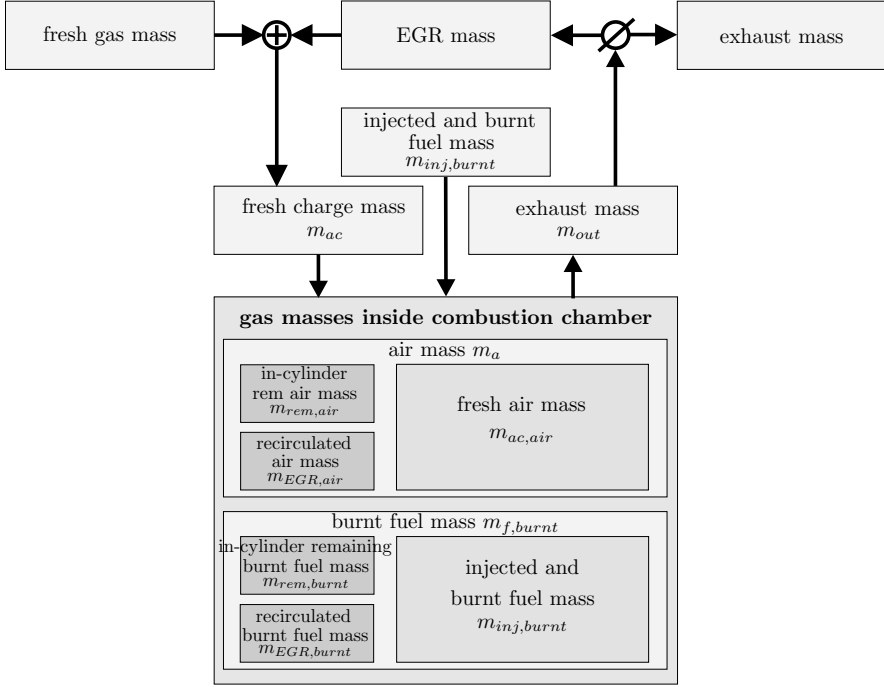 fresh gas mass
EGR mass
exhaust mass
injected and burnt
fuel mass
m_{inj,burnt}
fresh charge mass
m_{ac}
exhaust mass
m_{out}
gas masses inside combustion chamber
air mass m_a
in-cylinder
rem air mass
m_{rem,air}
fresh air mass
m_{ac,air}
recirculated
air mass
m_{EGR,air}
burnt fuel mass m_{f,burnt}
in-cylinder remaining
burnt fuel mass
m_{rem,burnt}
injected and
burnt fuel mass
m_{inj,burnt}
recirculated
burnt fuel mass
m_{EGR,burnt}